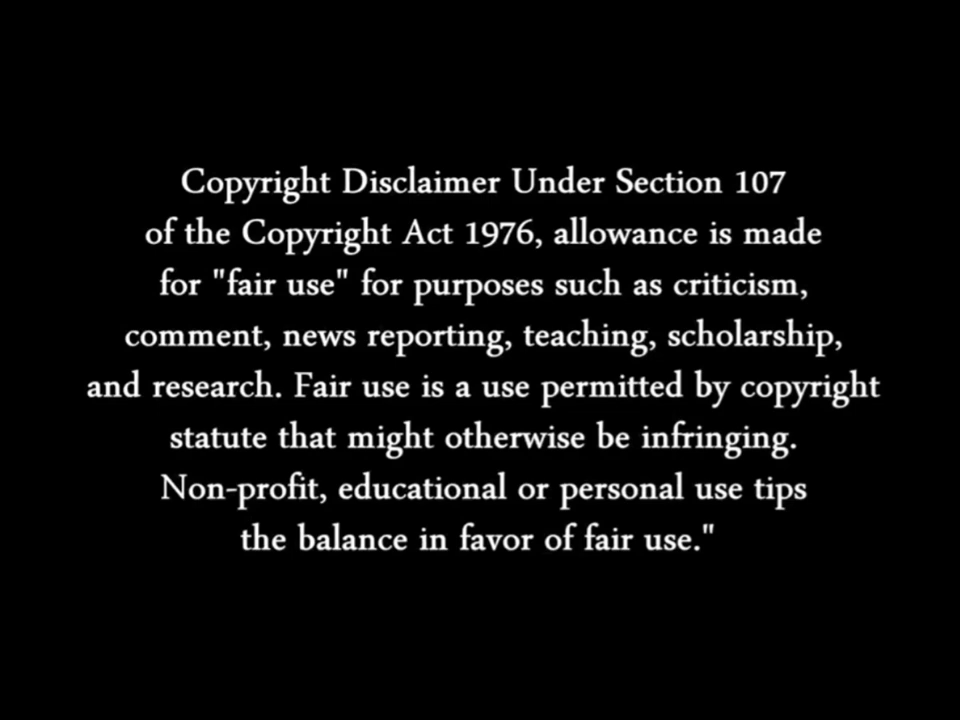 Copyright Disclaimer Under Section 107
of the Copyright Act 1976, allowance is made
for "fair use" for purposes such as criticism,
comment, news reporting, teaching, scholarship,
and research. Fair use is a use permitted by copyright
statute that might otherwise be infringing.
Non-profit, educational or personal use tips
the balance in favor of fair use."